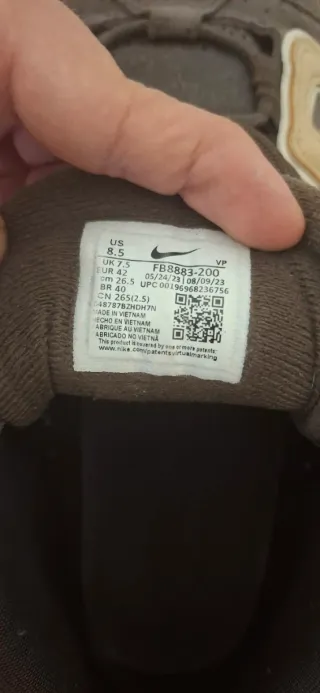 US
8.5
VP
UK 7.5
FB8883-200
EUR 42
05/24/23 08/09/23
cm 26.5
UPC 00196968236756
BR 40
CN 265(2.5)
48787BZHDH7N
MADE IN VIETNAM
HECHO EN VIETNAM
FABRIQUE AU VIETNAM
FABRICADO NO VIETNÃ
This product is covered by one or more patents:
www.nike.com/patentsvirtualmarking